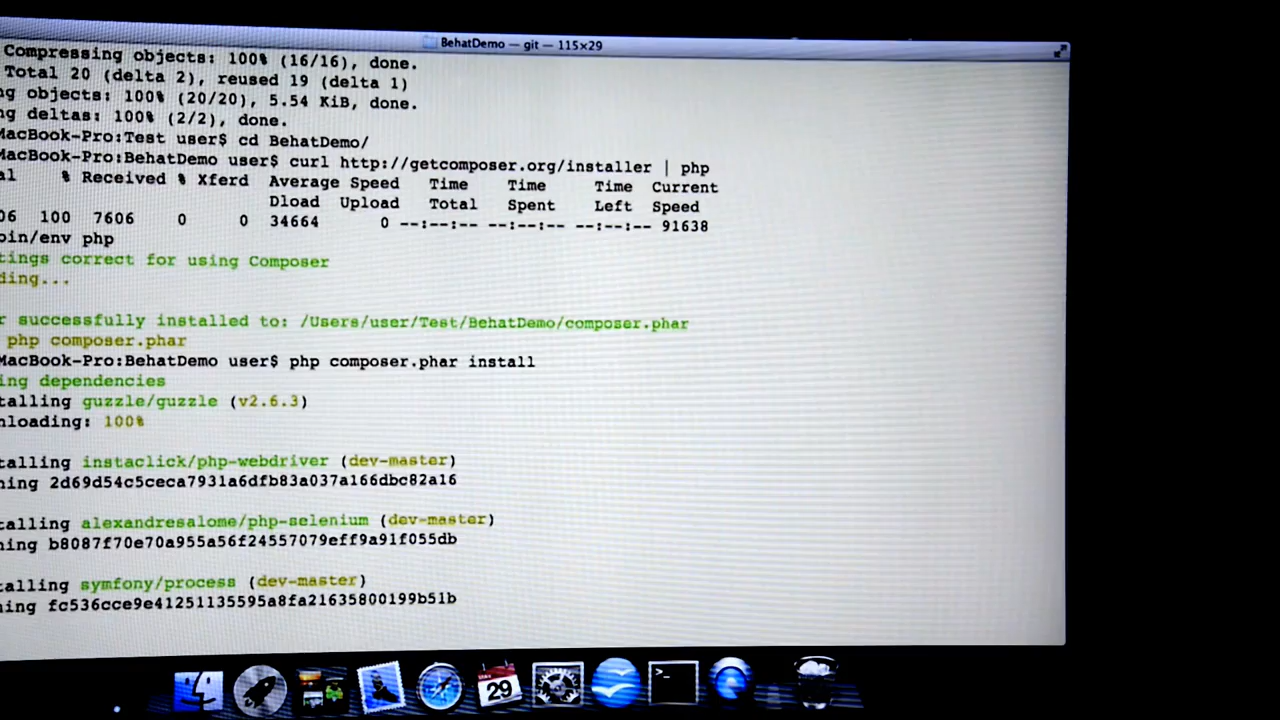 BehatDemo — git — 115×29
Compressing objects: 100% (16/16), done.
Total 20 (delta 2), reused 19 (delta 1)
ng objects: 100% (20/20), 5.54 KiB, done.
ng deltas: 100% (2/2), done.
MacBook-Pro:Test user$ cd BehatDemo/
MacBook-Pro:BehatDemo user$ curl http://getcomposer.org/installer | php
al % Received % Xferd Average Speed Time Time Time Current
Dload Upload Total Spent Left Speed
06 100 7606 0 0 34664 0 --:--:-- --:--:-- --:--:-- 91638
bin/env php
tings correct for using Composer
ding...
r successfully installed to: /Users/user/Test/BehatDemo/composer.phar
php composer.phar
MacBook-Pro:BehatDemo user$ php composer.phar install
ing dependencies
talling guzzle/guzzle (v2.6.3)
nloading: 100%
talling instaclick/php-webdriver (dev-master)
ning 2d69d54c5ceca7931a6dfb83a037a166dbc82a16
talling alexandresalome/php-selenium (dev-master)
ning b8087f70e70a955a56f24557079eff9a91f055db
talling symfony/process (dev-master)
ning fc536cce9e41251135595a8fa21635800199b51b
29
>_